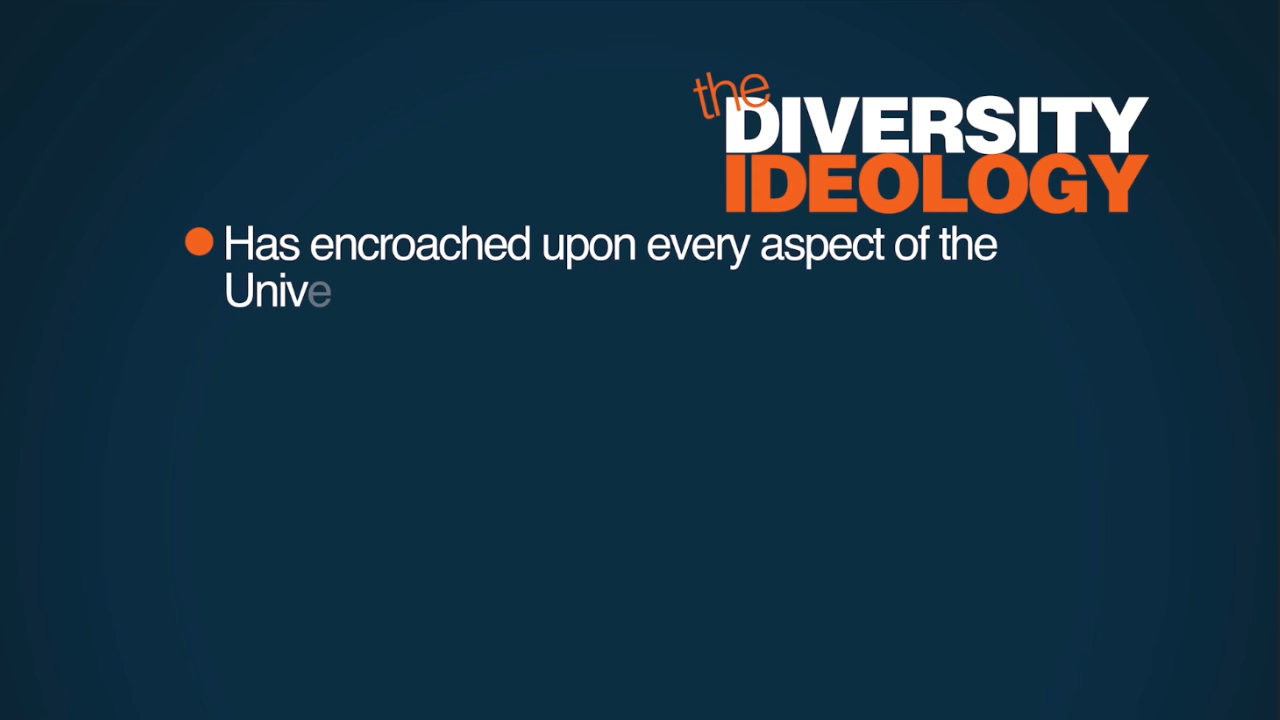 the
DIVERSITY
IDEOLOGY
Has encroached upon every aspect of the
Unive